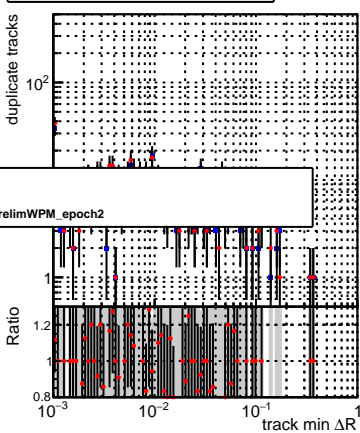 duplicate tracks
10²
relimWPM_epoch2
1
Ratio
1.2
1
0.8
10⁻³ 10⁻² 10⁻¹ 1
track min ΔR